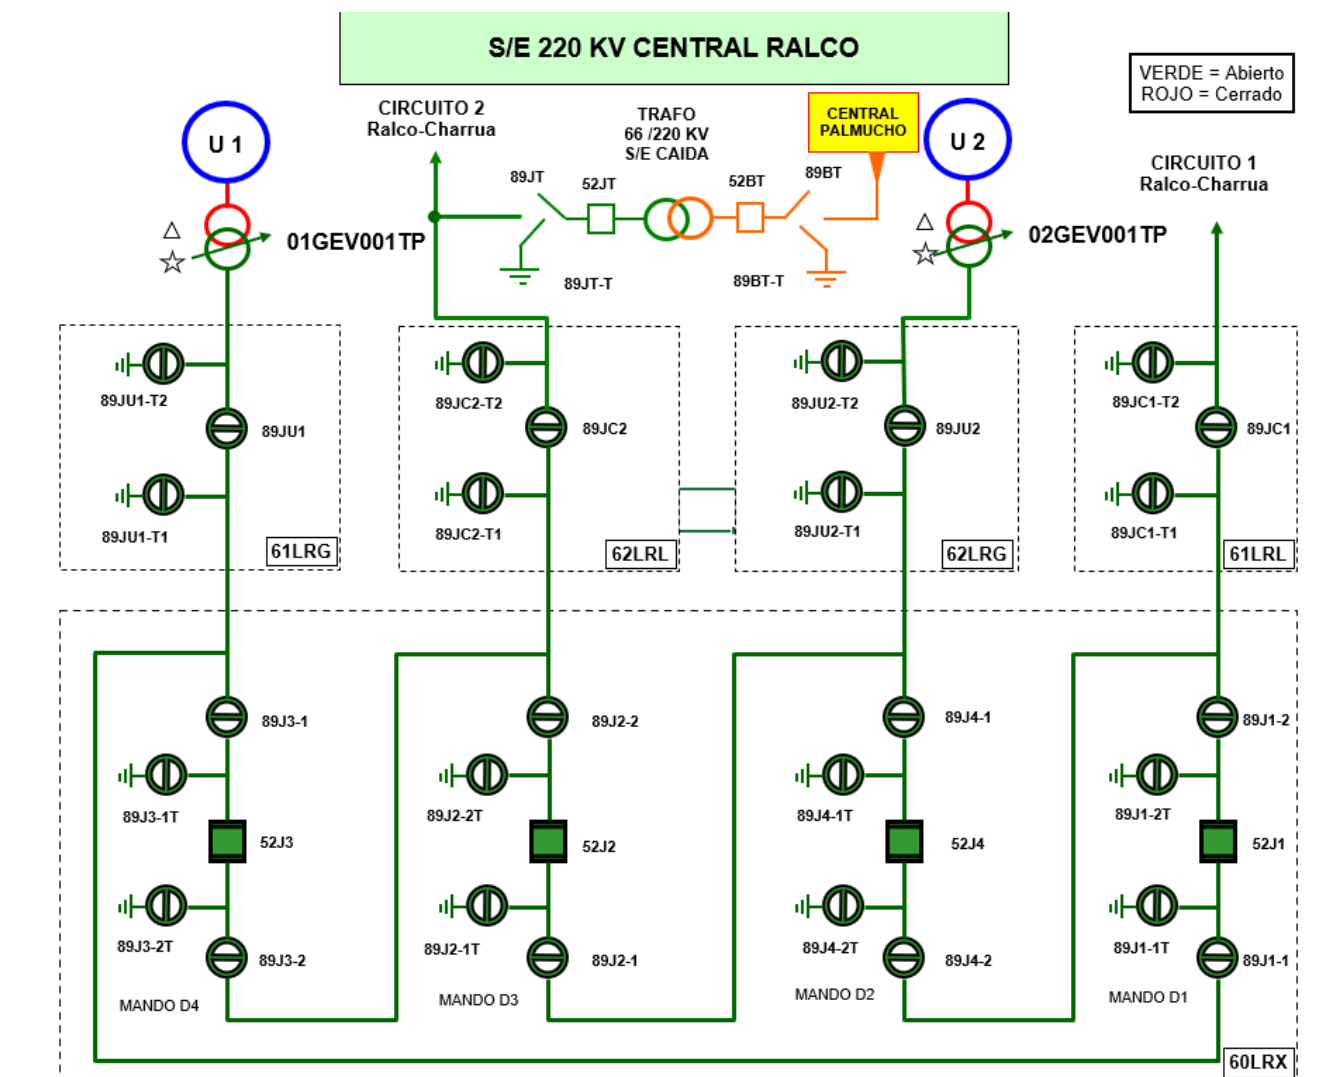 S/E 220 KV CENTRAL RALCO
VERDE = Abierto
ROJO = Cerrado
U 1
CIRCUITO 2
Ralco-Charrua
TRAFO
66 /220 KV
S/E CAIDA
CENTRAL
PALMUCHO
U 2
CIRCUITO 1
Ralco-Charrua
89JT
52JT
52BT
89BT
01GEV001TP
02GEV001TP
89JT-T
89BT-T
89JU1-T2
89JU1
89JU1-T1
61LRG
89JC2-T2
89JC2
89JC2-T1
62LRL
89JU2-T2
89JU2
89JU2-T1
62LRG
89JC1-T2
89JC1
89JC1-T1
61LRL
89J3-1
89J3-1T
52J3
89J3-2T
89J3-2
MANDO D4
89J2-2
89J2-2T
52J2
89J2-1T
89J2-1
MANDO D3
89J4-1
89J4-1T
52J4
89J4-2T
89J4-2
MANDO D2
89J1-2
89J1-2T
52J1
89J1-1T
89J1-1
MANDO D1
60LRX